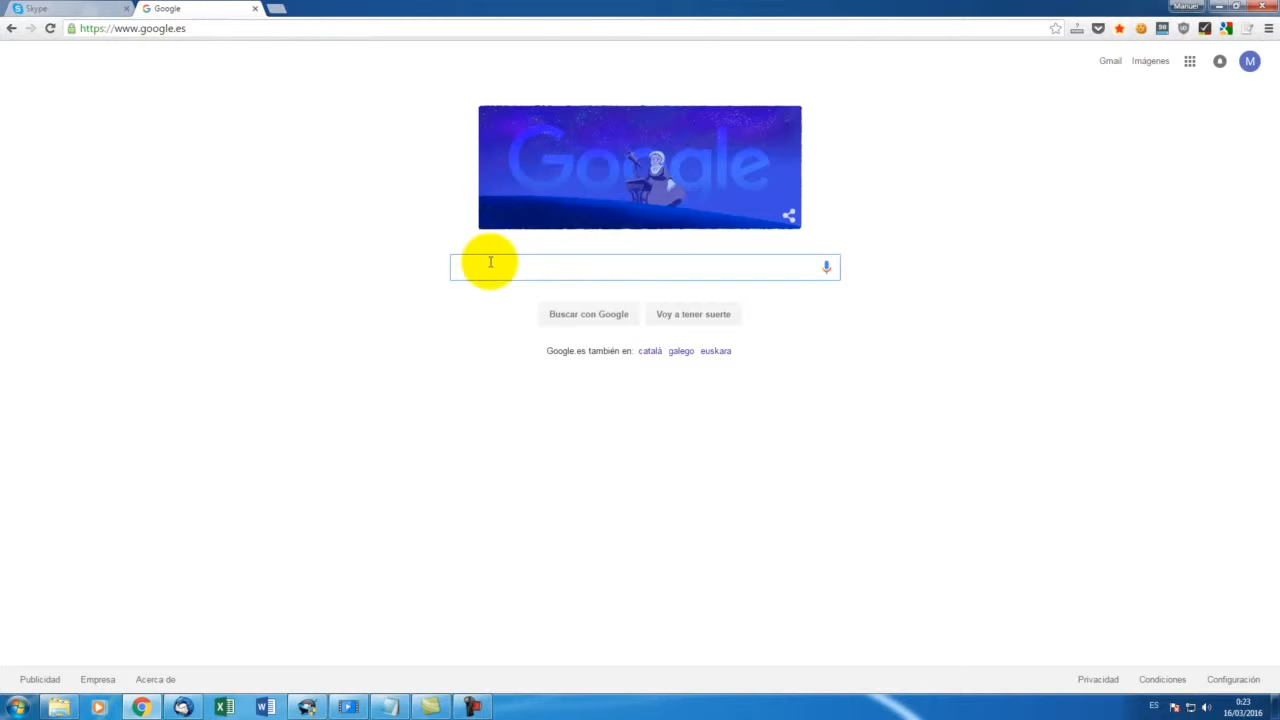 Skype
Google
Manuel
https://www.google.es
Gmail Imágenes
M
Google
Buscar con Google Voy a tener suerte
Google.es también en: català galego euskara
Publicidad Empresa Acerca de
Privacidad Condiciones Configuración
ES
0:23
16/03/2016